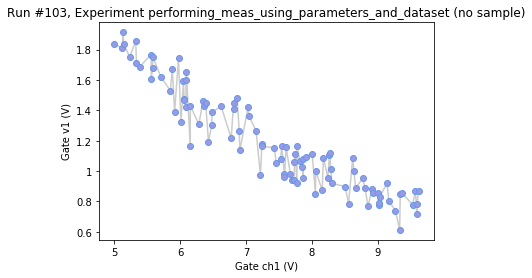 Run #103, Experiment performing_meas_using_parameters_and_dataset (no sample)
1.8
1.6
1.4
1.2
1
0.8
0.6
Gate v1 (V)
5 6 7 8 9
Gate ch1 (V)